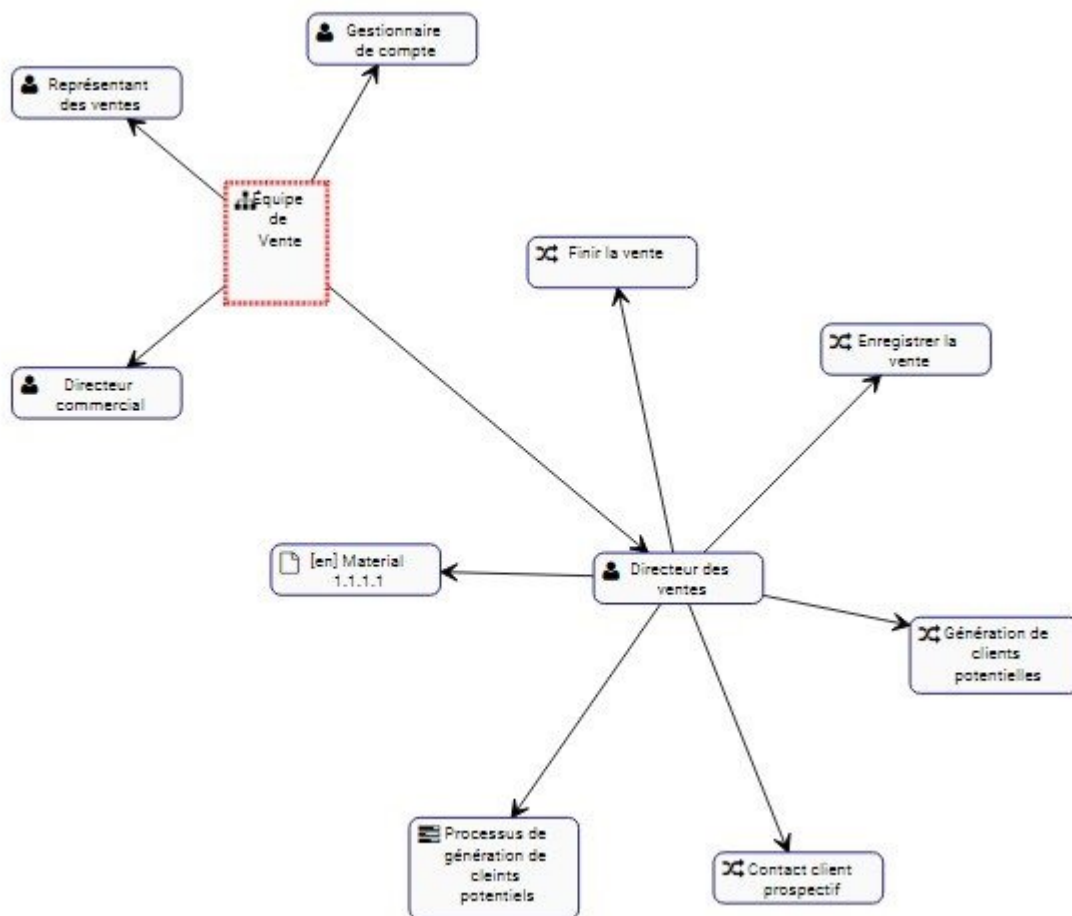 Gestionnaire
de compte
Représentant
des ventes
Équipe
de
Vente
Finir la vente
Enregistrer la
vente
Directeur
commercial
[en] Material
1.1.1.1
Directeur des
ventes
Génération de
clients
potentielles
Processus de
génération de
cleints
potentiels
Contact client
prospectif